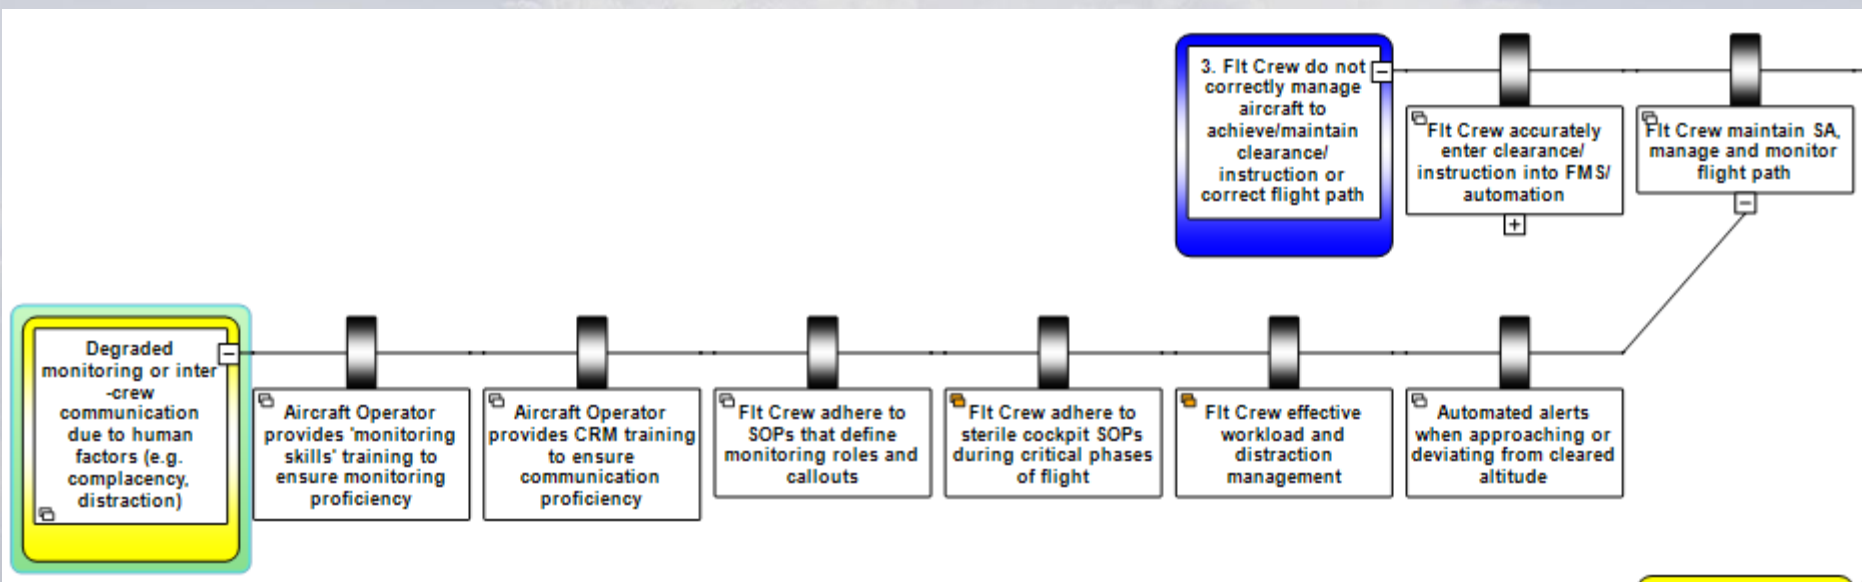 3. Flt Crew do not
correctly manage
aircraft to
achieve/maintain
clearance/
instruction or
correct flight path
Flt Crew accurately
enter clearance/
instruction into FMS/
automation
Flt Crew maintain SA,
manage and monitor
flight path
Degraded
monitoring or inter
-crew
communication
due to human
factors (e.g.
complacency,
distraction)
Aircraft Operator
provides 'monitoring
skills' training to
ensure monitoring
proficiency
Aircraft Operator
provides CRM training
to ensure
communication
proficiency
Flt Crew adhere to
SOPs that define
monitoring roles and
callouts
Flt Crew adhere to
sterile cockpit SOPs
during critical phases
of flight
Flt Crew effective
workload and
distraction
management
Automated alerts
when approaching or
deviating from cleared
altitude